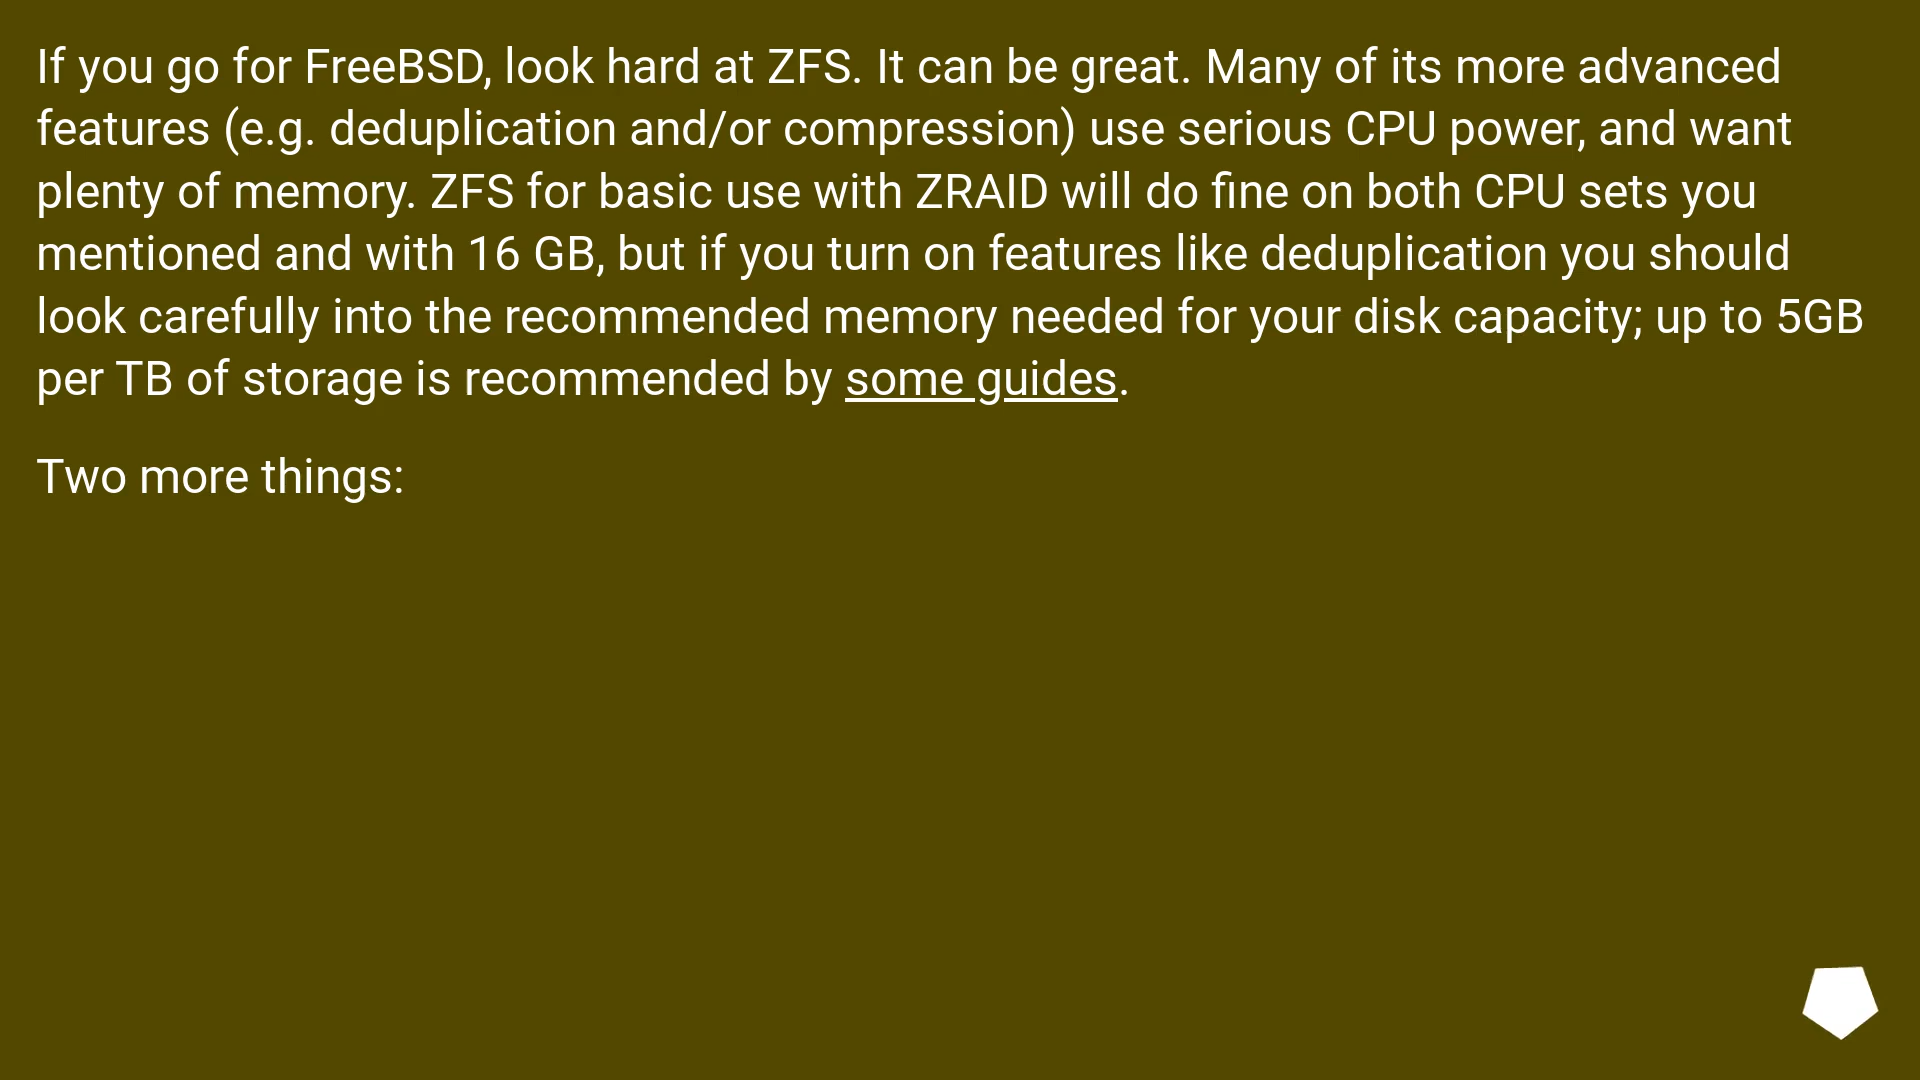 If you go for FreeBSD, look hard at ZFS. It can be great. Many of its more advanced
features (e.g. deduplication and/or compression) use serious CPU power, and want
plenty of memory. ZFS for basic use with ZRAID will do fine on both CPU sets you
mentioned and with 16 GB, but if you turn on features like deduplication you should
look carefully into the recommended memory needed for your disk capacity; up to 5GB
per TB of storage is recommended by some guides.
Two more things: